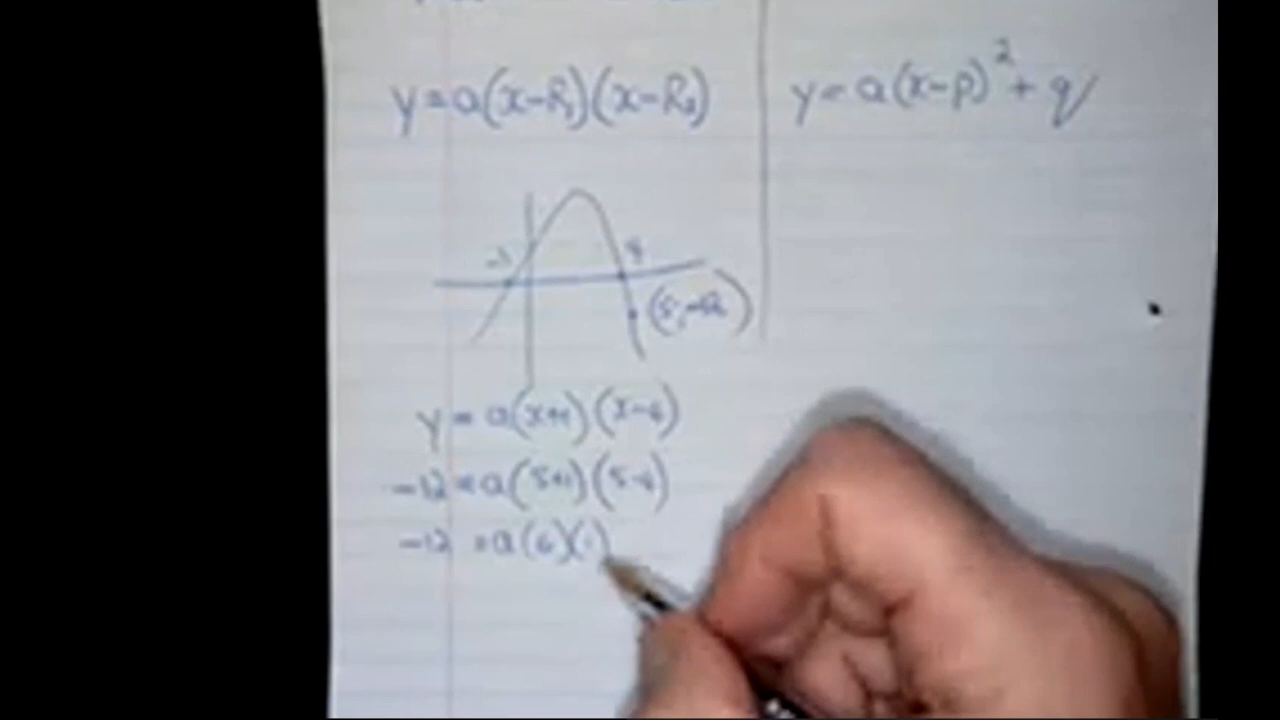 y = a(x-R₁)(x-R₂)
y = a(x-p)² + q
-1
4
(5;-12)
y = a(x+1)(x-4)
-12 = a(5+1)(5-4)
-12 = a(6)(1)